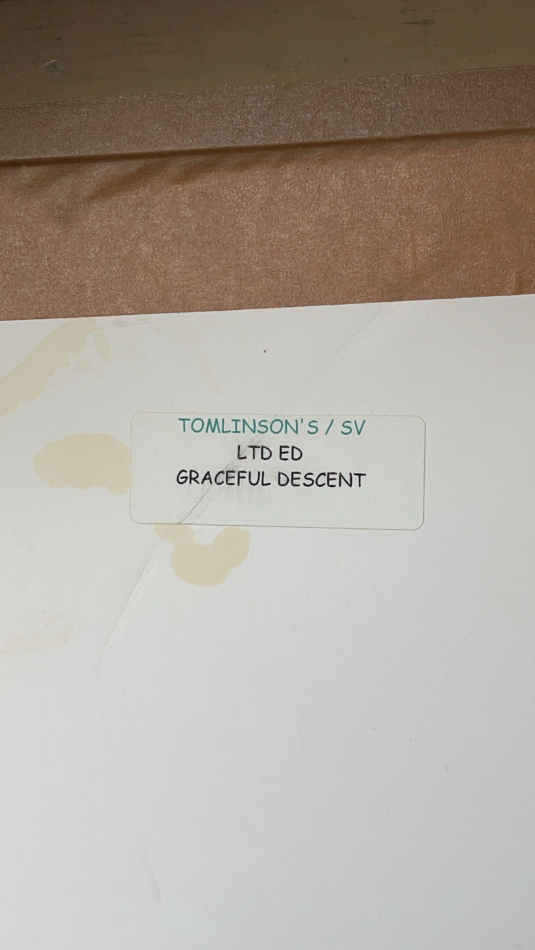 TOMLINSON'S / SV
LTD ED
GRACEFUL DESCENT